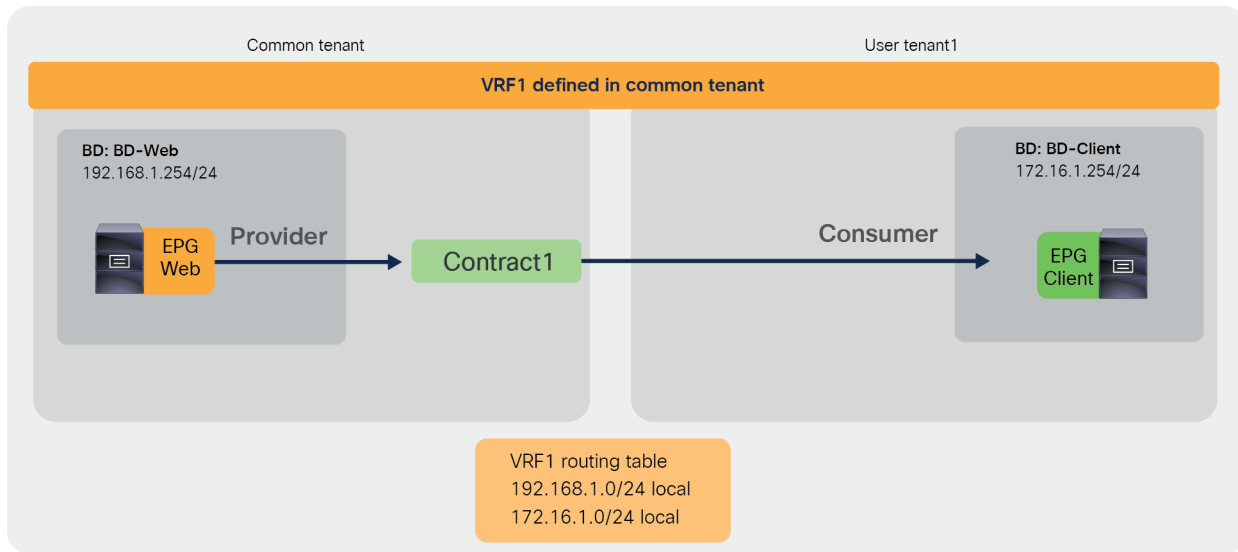 Common tenant
User tenant1
VRF1 defined in common tenant
BD: BD-Web
192.168.1.254/24
BD: BD-Client
172.16.1.254/24
EPG
Web
Provider
Contract1
Consumer
EPG
Client
VRF1 routing table
192.168.1.0/24 local
172.16.1.0/24 local